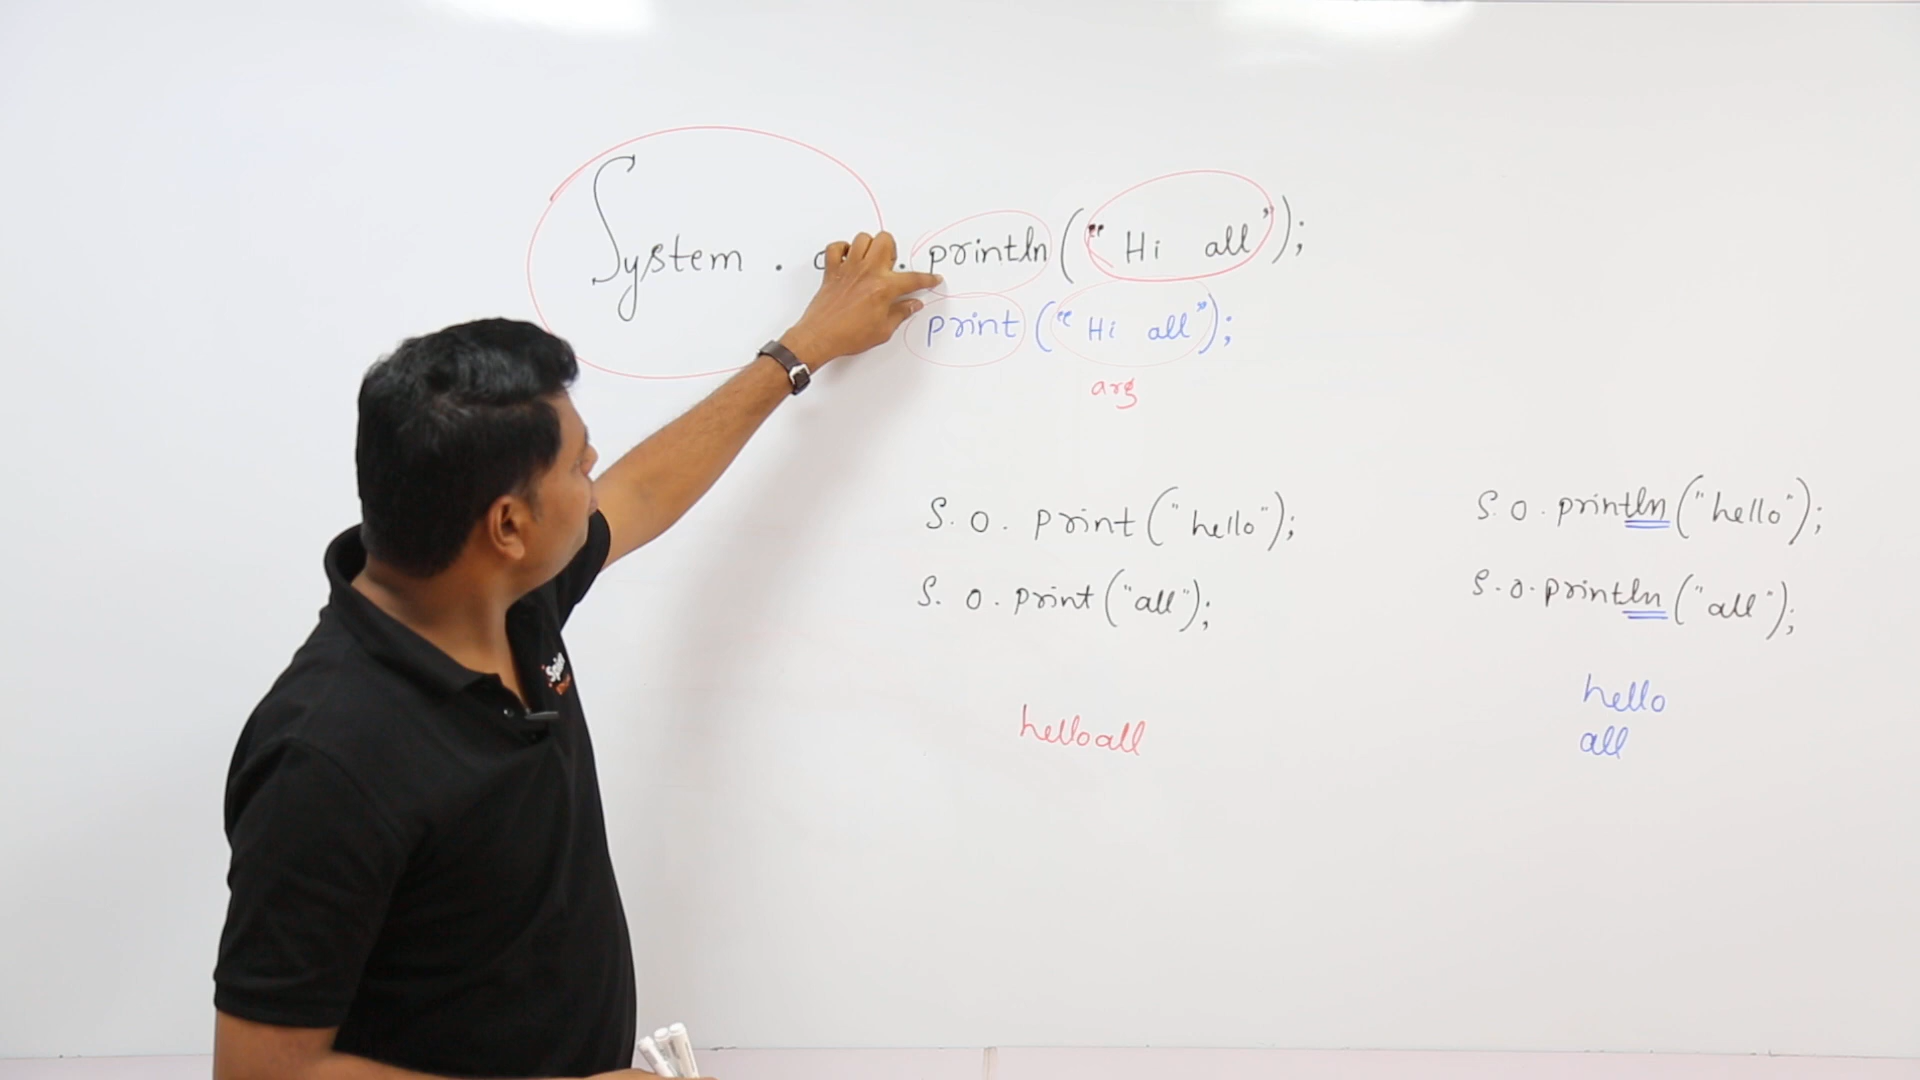 System . . println ( " Hi all " ) ;
print ( " Hi all " ) ;
arg
S. O. print ( " hello " ) ;
S. O. print ( " all " ) ;
helloall
S. O. println ( " hello " ) ;
S. O. println ( " all " ) ;
hello
all